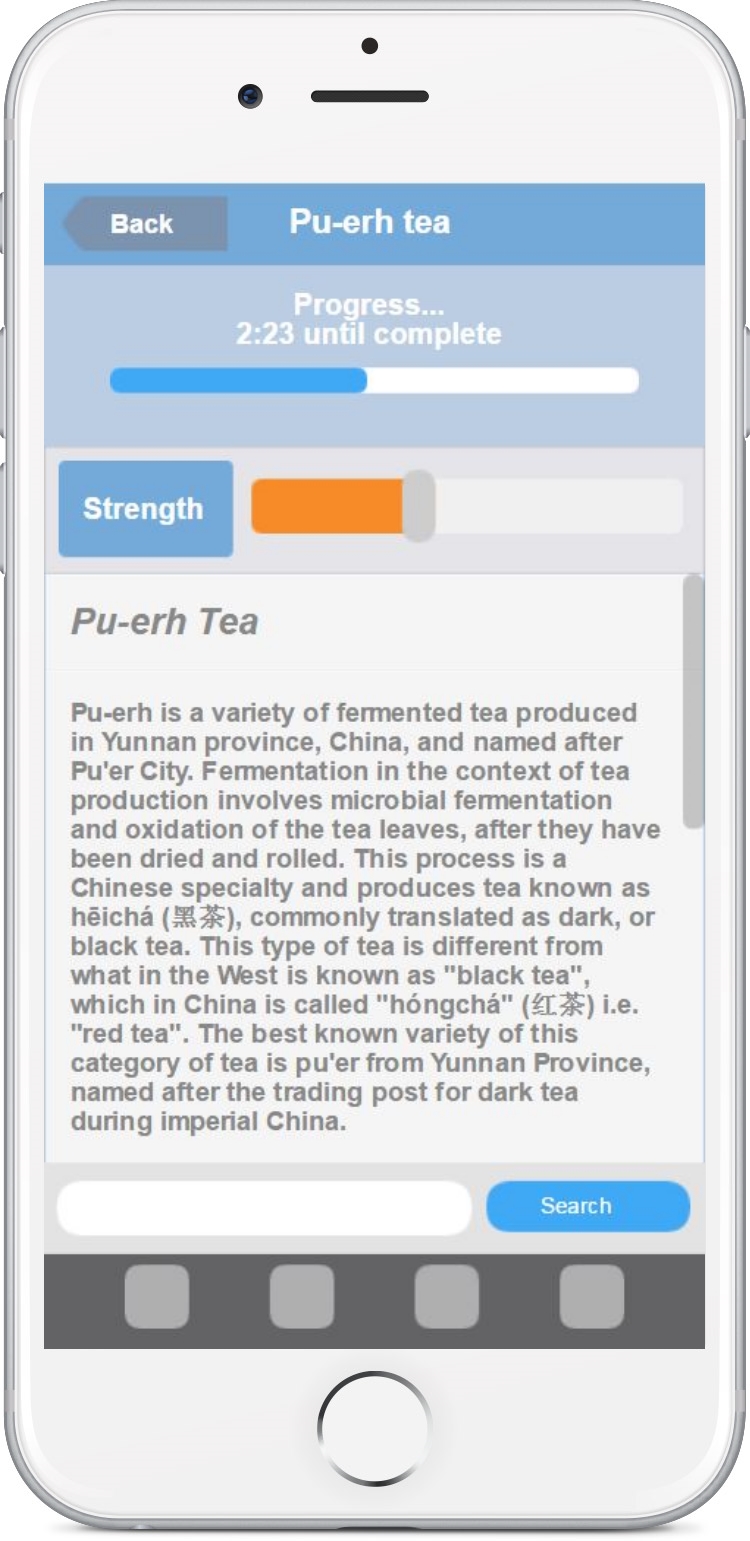 Back
Pu-erh tea
Progress...
2:23 until complete
Strength
Pu-erh Tea
Pu-erh is a variety of fermented tea produced
in Yunnan province, China, and named after
Pu'er City. Fermentation in the context of tea
production involves microbial fermentation
and oxidation of the tea leaves, after they have
been dried and rolled. This process is a
Chinese specialty and produces tea known as
hēichá (黑茶), commonly translated as dark, or
black tea. This type of tea is different from
what in the West is known as "black tea",
which in China is called "hóngchá" (红茶) i.e.
"red tea". The best known variety of this
category of tea is pu'er from Yunnan Province,
named after the trading post for dark tea
during imperial China.
Search